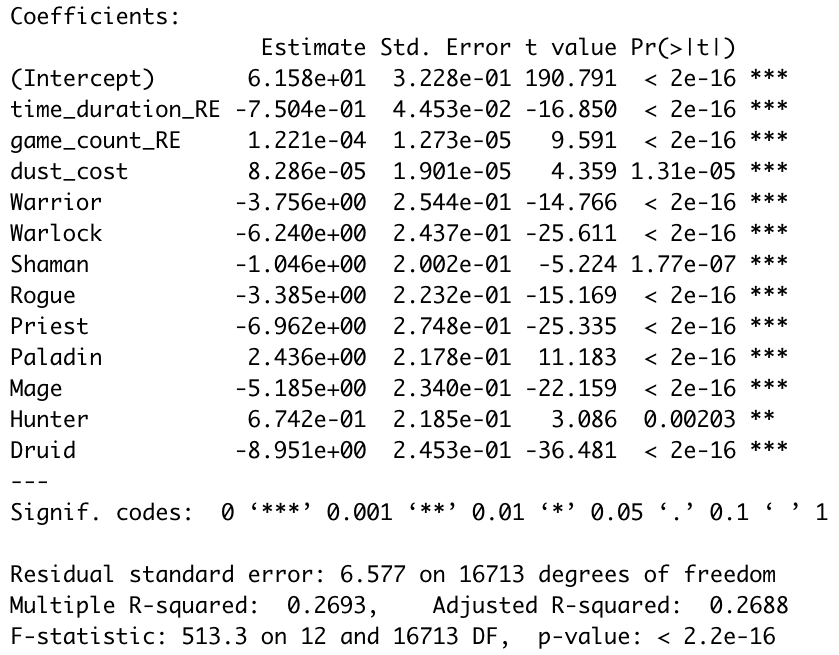 Coefficients:
Estimate Std. Error t value Pr(>|t|)
(Intercept) 6.158e+01 3.228e-01 190.791 < 2e-16 ***
time_duration_RE -7.504e-01 4.453e-02 -16.850 < 2e-16 ***
game_count_RE 1.221e-04 1.273e-05 9.591 < 2e-16 ***
dust_cost 8.286e-05 1.901e-05 4.359 1.31e-05 ***
Warrior -3.756e+00 2.544e-01 -14.766 < 2e-16 ***
Warlock -6.240e+00 2.437e-01 -25.611 < 2e-16 ***
Shaman -1.046e+00 2.002e-01 -5.224 1.77e-07 ***
Rogue -3.385e+00 2.232e-01 -15.169 < 2e-16 ***
Priest -6.962e+00 2.748e-01 -25.335 < 2e-16 ***
Paladin 2.436e+00 2.178e-01 11.183 < 2e-16 ***
Mage -5.185e+00 2.340e-01 -22.159 < 2e-16 ***
Hunter 6.742e-01 2.185e-01 3.086 0.00203 **
Druid -8.951e+00 2.453e-01 -36.481 < 2e-16 ***
---
Signif. codes: 0 ‘***’ 0.001 ‘**’ 0.01 ‘*’ 0.05 ‘.’ 0.1 ‘ ’ 1
Residual standard error: 6.577 on 16713 degrees of freedom
Multiple R-squared: 0.2693, Adjusted R-squared: 0.2688
F-statistic: 513.3 on 12 and 16713 DF, p-value: < 2.2e-16